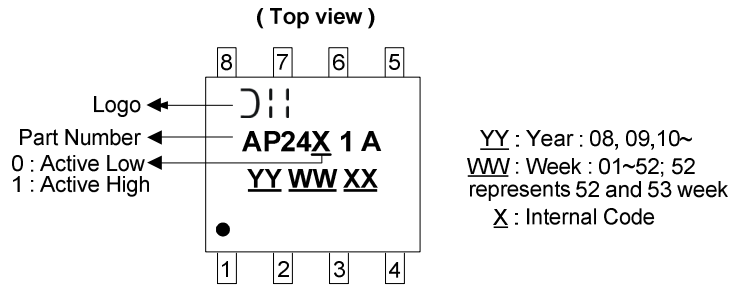 ( Top view )
8 7 6 5
Logo
Part Number
AP24X 1 A
0 : Active Low
1 : Active High
YY WW XX
1 2 3 4
YY : Year : 08, 09,10~
WW : Week : 01~52; 52
represents 52 and 53 week
X : Internal Code